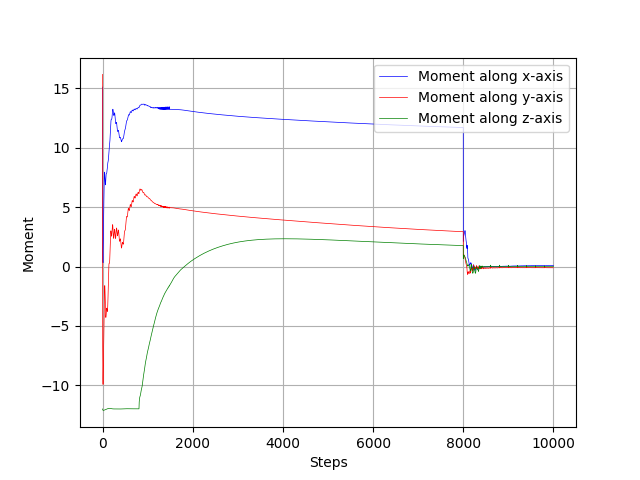 Moment along x-axis
Moment along y-axis
Moment along z-axis
15
10
5
0
−5
−10
Moment
0 2000 4000 6000 8000 10000
Steps